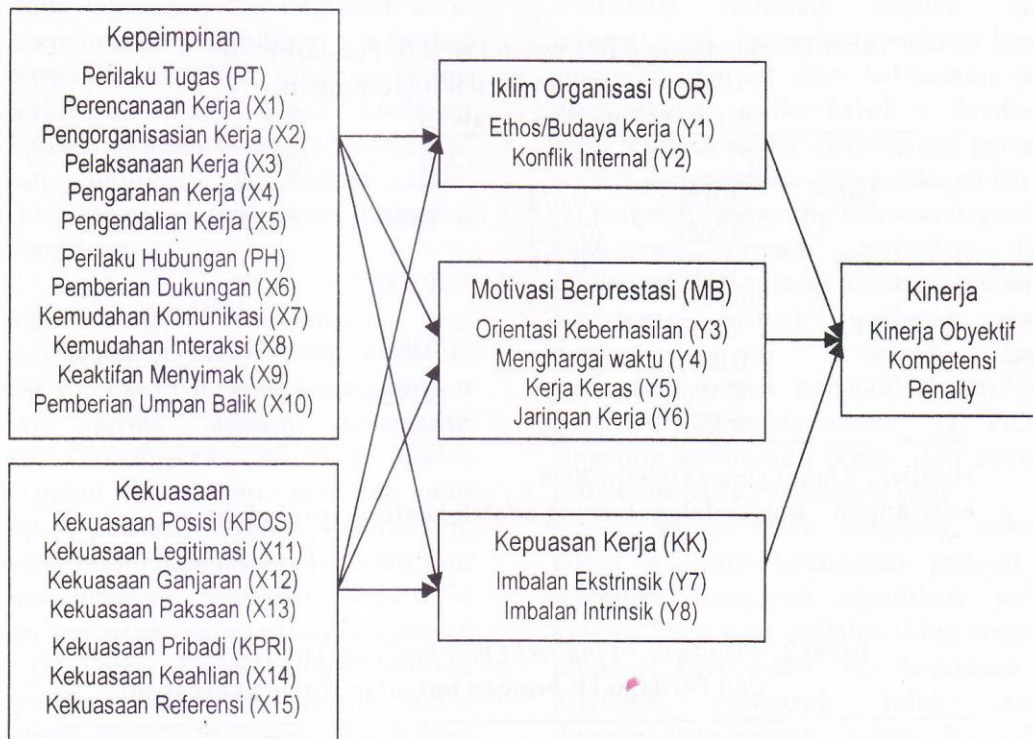 Kepeimpinan
Perilaku Tugas (PT)
Perencanaan Kerja (X1)
Pengorganisasian Kerja (X2)
Pelaksanaan Kerja (X3)
Pengarahan Kerja (X4)
Pengendalian Kerja (X5)
Perilaku Hubungan (PH)
Pemberian Dukungan (X6)
Kemudahan Komunikasi (X7)
Kemudahan Interaksi (X8)
Keaktifan Menyimak (X9)
Pemberian Umpan Balik (X10)
Kekuasaan
Kekuasaan Posisi (KPOS)
Kekuasaan Legitimasi (X11)
Kekuasaan Ganjaran (X12)
Kekuasaan Paksaan (X13)
Kekuasaan Pribadi (KPRI)
Kekuasaan Keahlian (X14)
Kekuasaan Referensi (X15)
Iklim Organisasi (IOR)
Ethos/Budaya Kerja (Y1)
Konflik Internal (Y2)
Motivasi Berprestasi (MB)
Orientasi Keberhasilan (Y3)
Menghargai waktu (Y4)
Kerja Keras (Y5)
Jaringan Kerja (Y6)
Kepuasan Kerja (KK)
Imbalan Ekstrinsik (Y7)
Imbalan Intrinsik (Y8)
Kinerja
Kinerja Obyektif
Kompetensi
Penalty